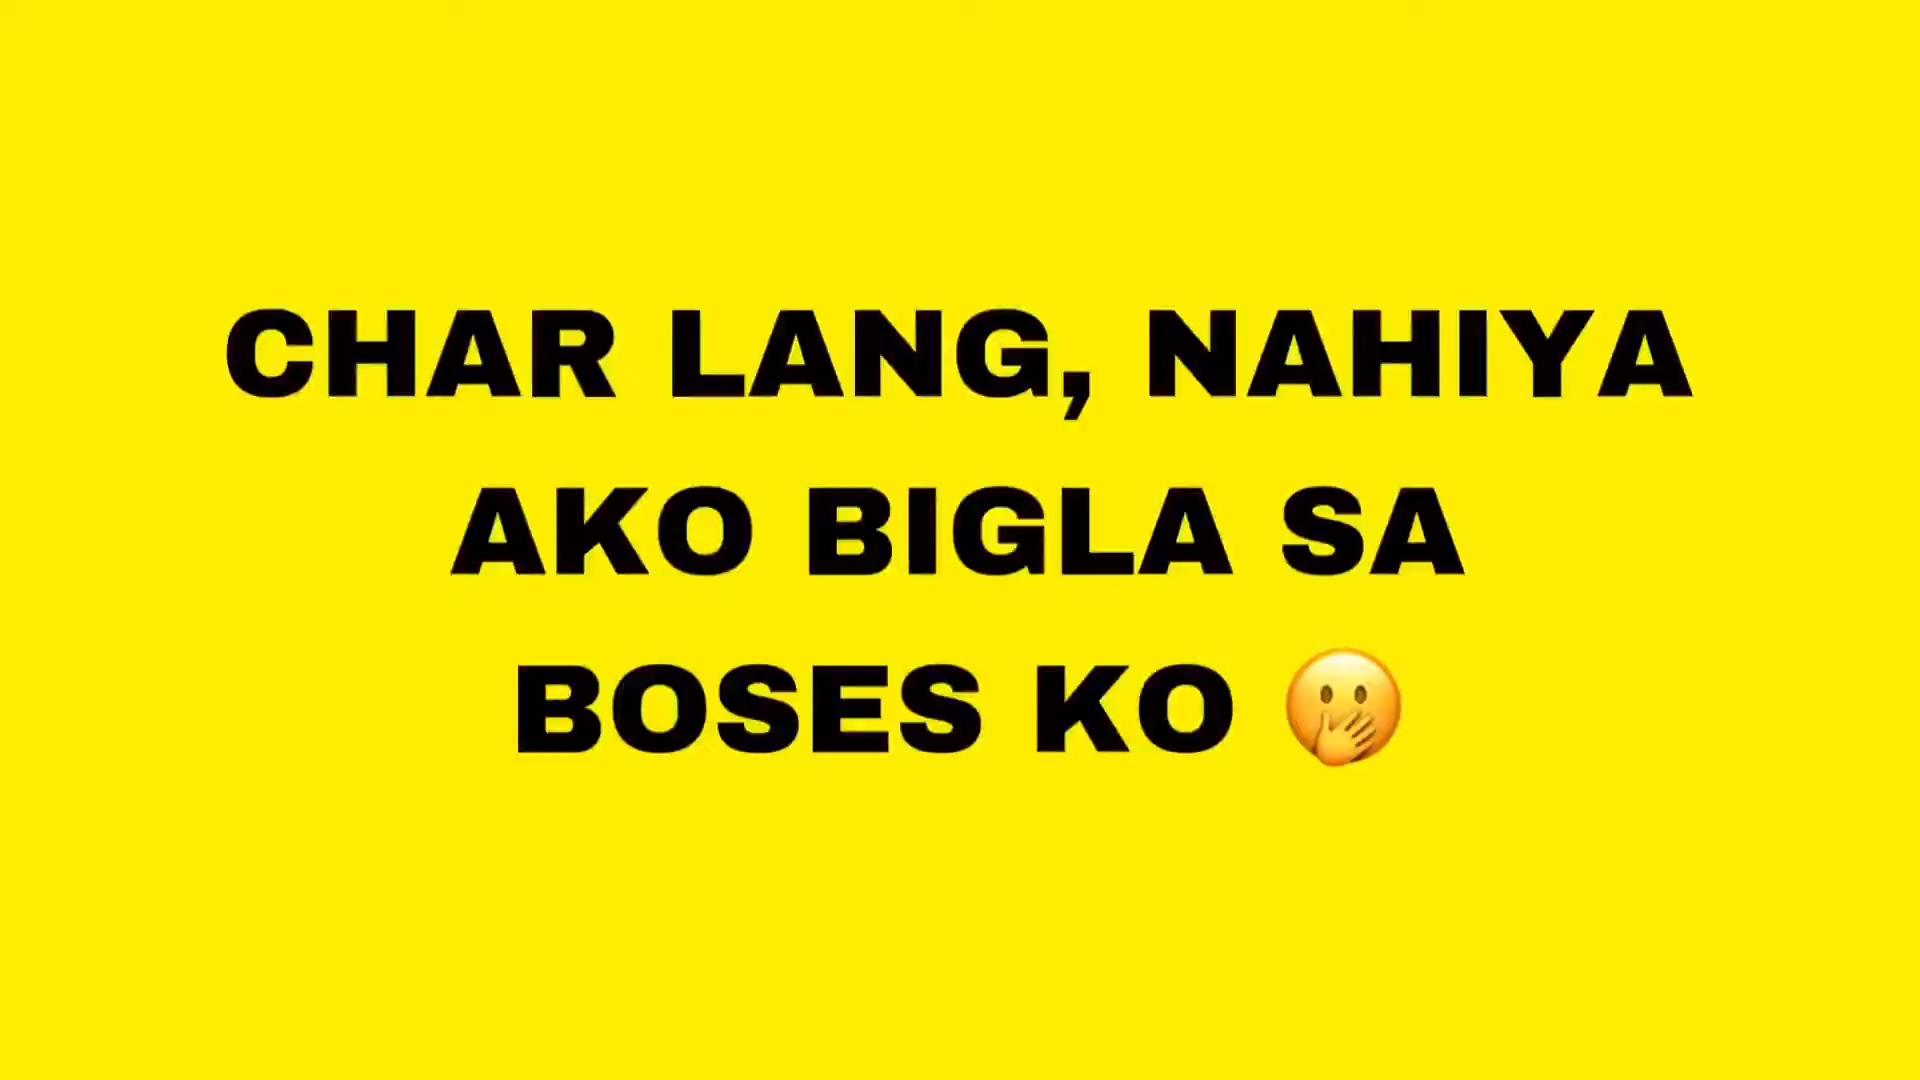 CHAR LANG, NAHIYA
AKO BIGLA SA
BOSES KO 🫢